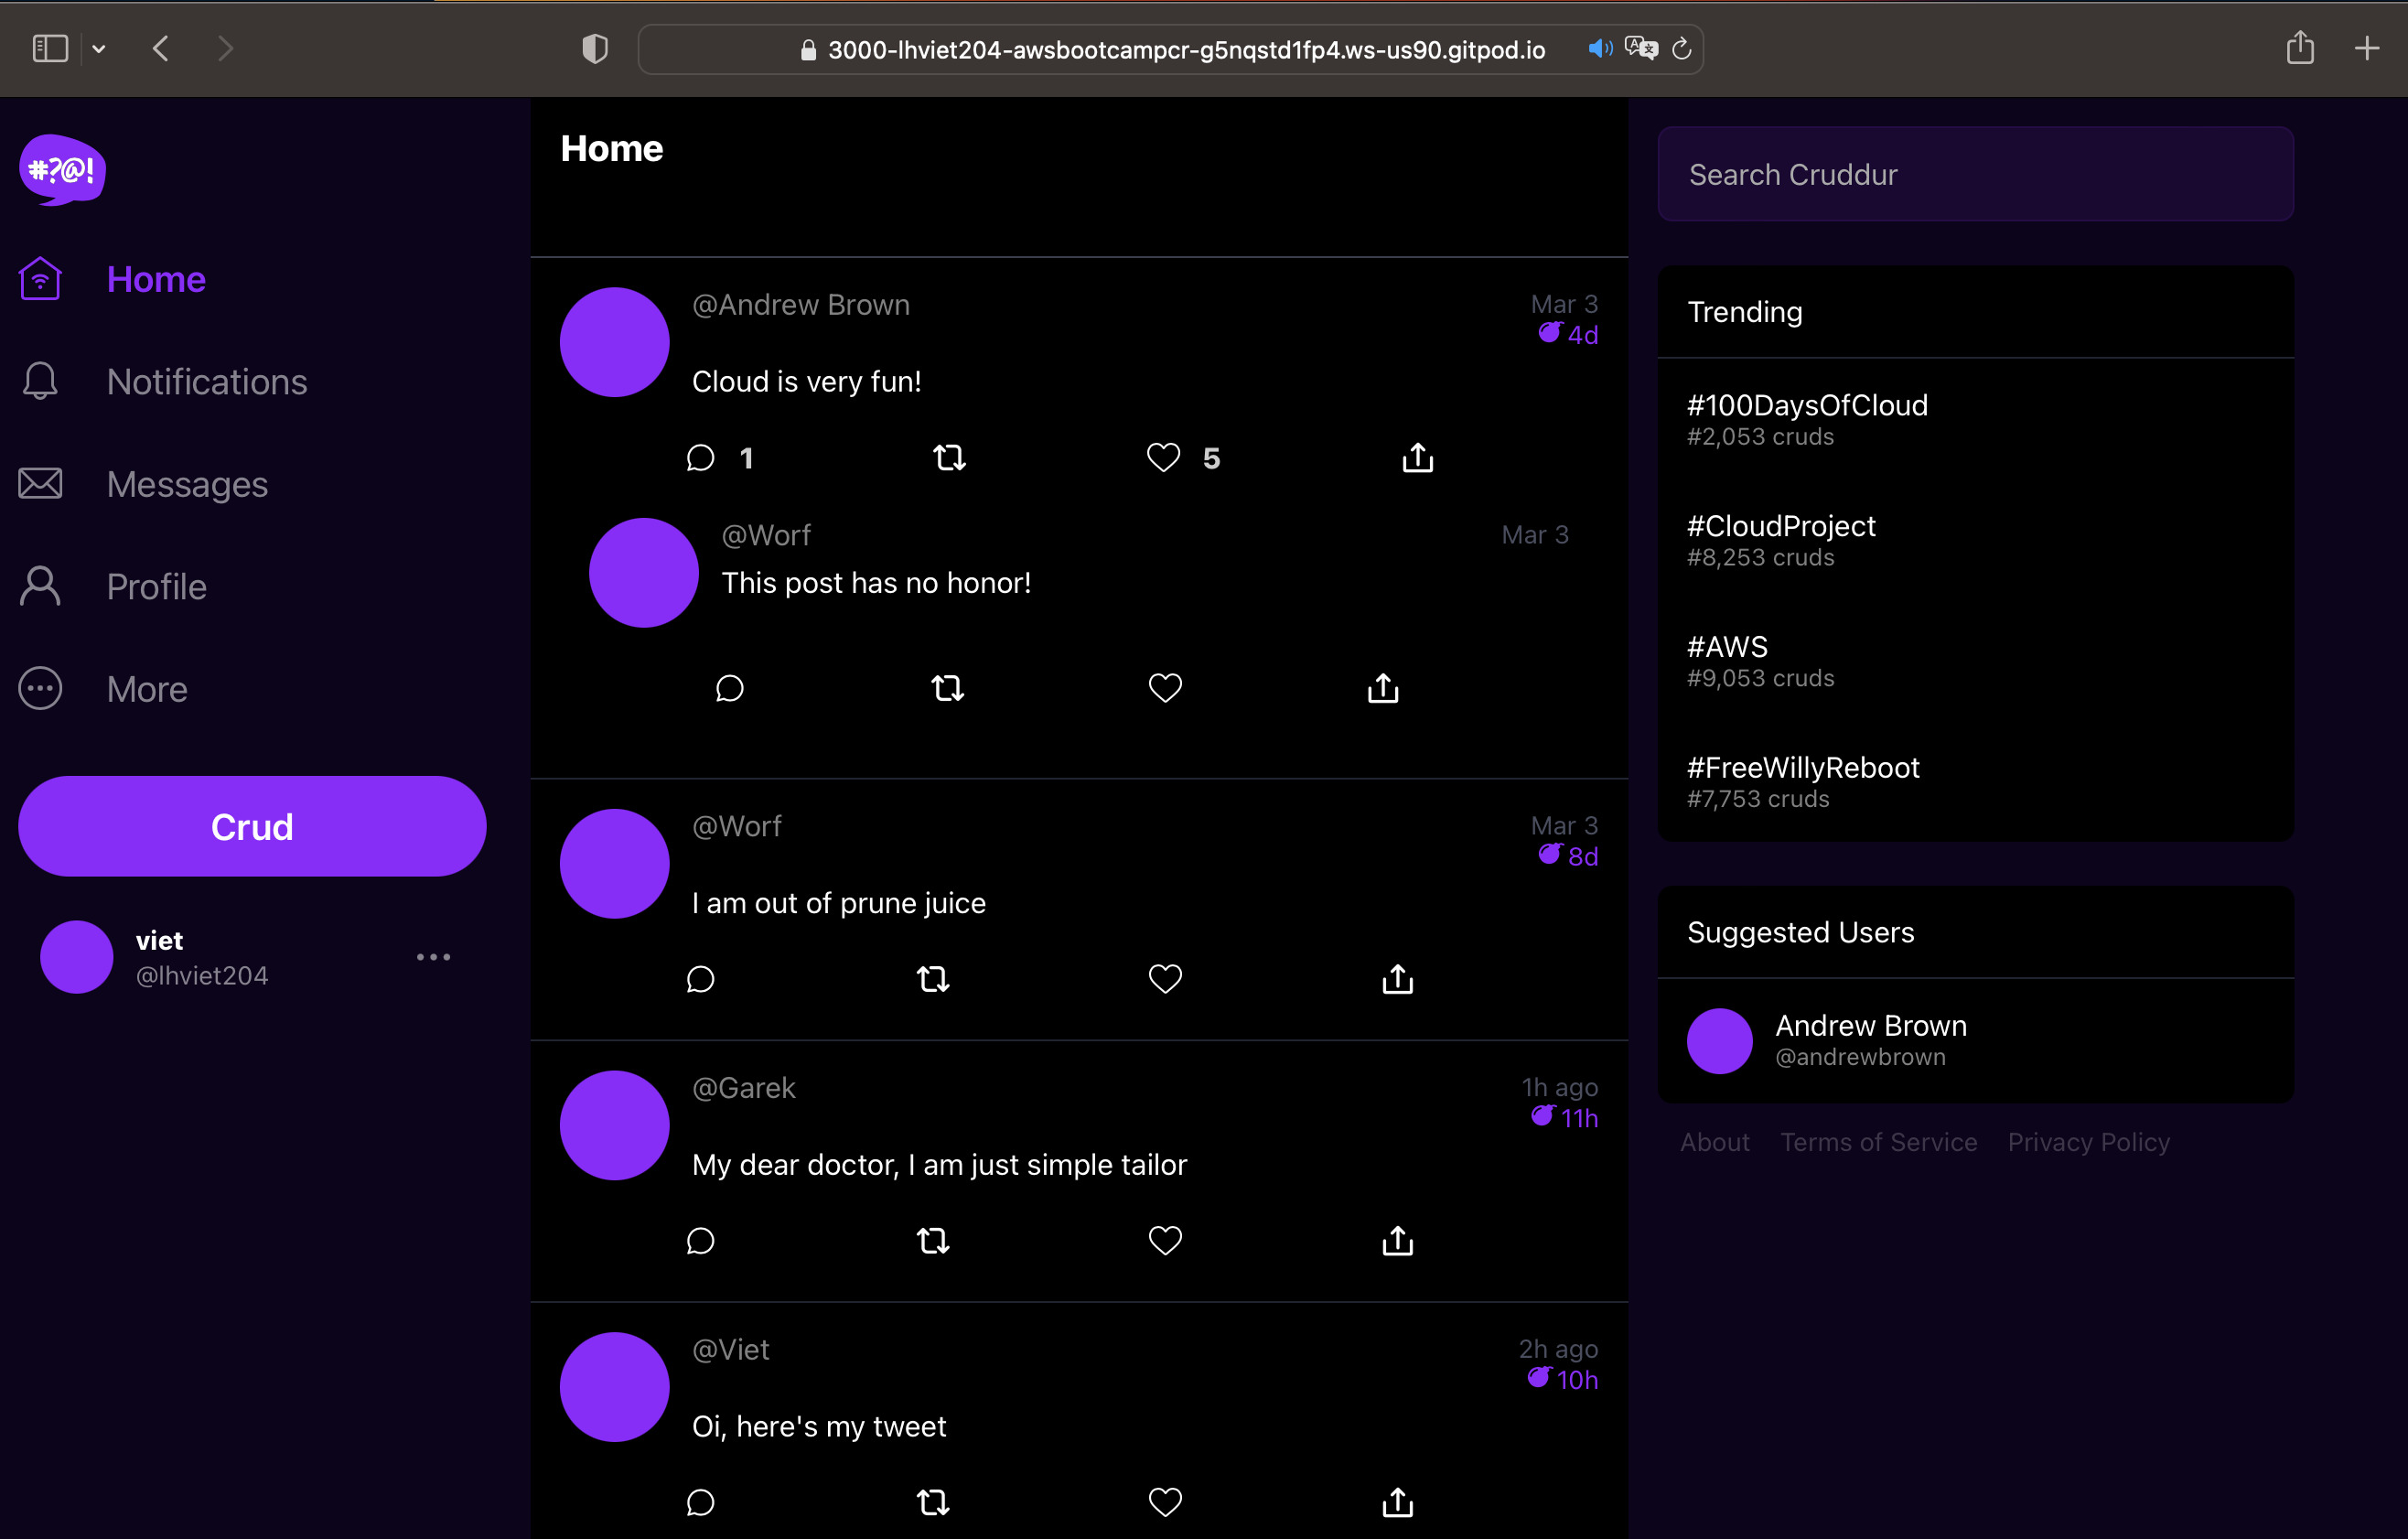 3000-lhviet204-awsbootcampcr-g5nqstd1fp4.ws-us90.gitpod.io
#?@!
Home
Notifications
Messages
Profile
More
Crud
viet
@lhviet204
Home
@Andrew Brown
Mar 3
4d
Cloud is very fun!
1
5
@Worf
Mar 3
This post has no honor!
@Worf
Mar 3
8d
I am out of prune juice
@Garek
1h ago
11h
My dear doctor, I am just simple tailor
@Viet
2h ago
10h
Oi, here's my tweet
Search Cruddur
Trending
#100DaysOfCloud
#2,053 cruds
#CloudProject
#8,253 cruds
#AWS
#9,053 cruds
#FreeWillyReboot
#7,753 cruds
Suggested Users
Andrew Brown
@andrewbrown
About Terms of Service Privacy Policy